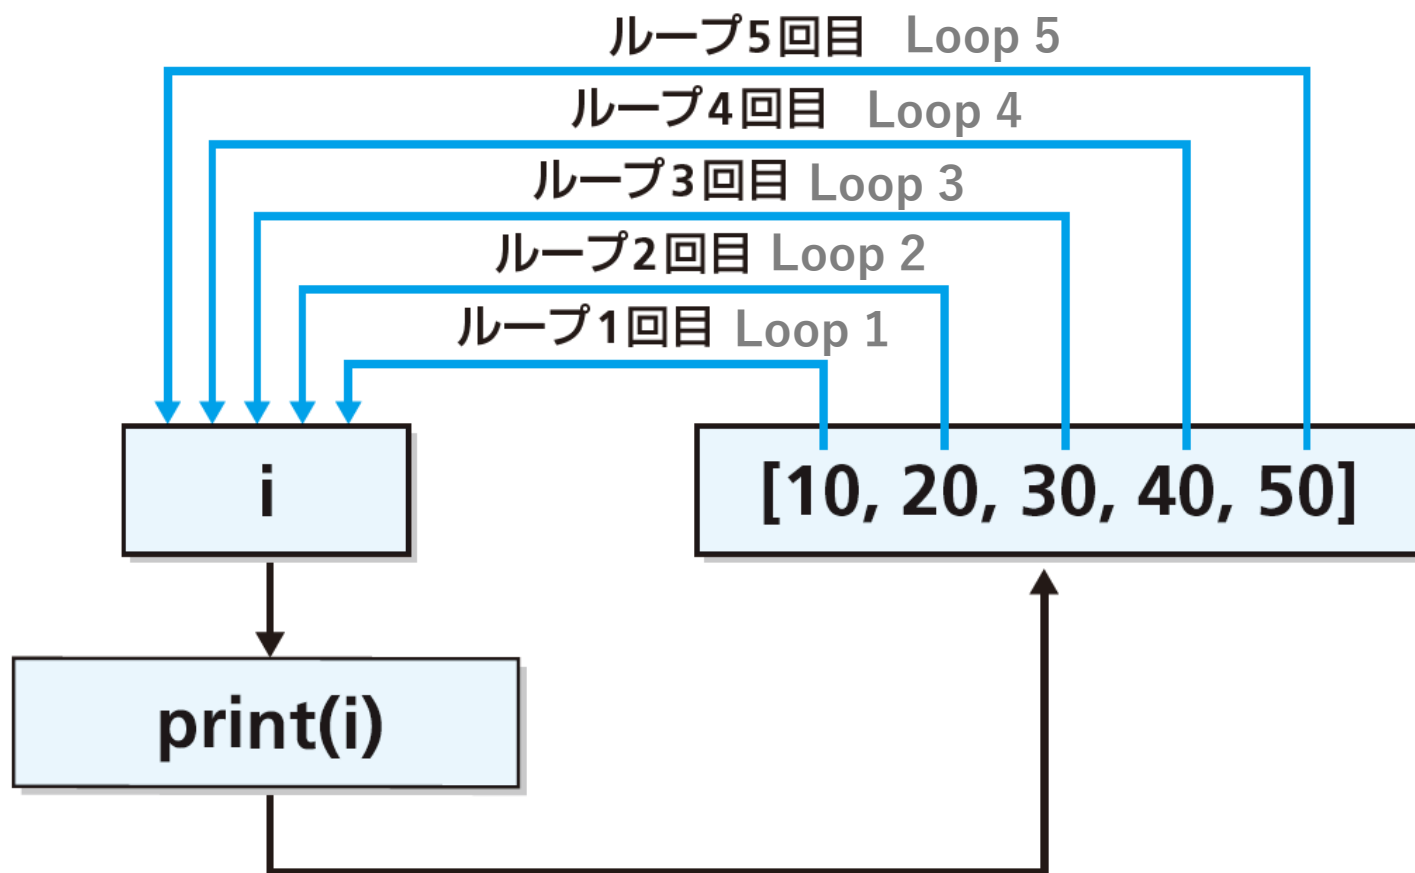 ループ5回目 Loop 5
ループ4回目 Loop 4
ループ3回目 Loop 3
ループ2回目 Loop 2
ループ1回目 Loop 1
i
[10, 20, 30, 40, 50]
print(i)